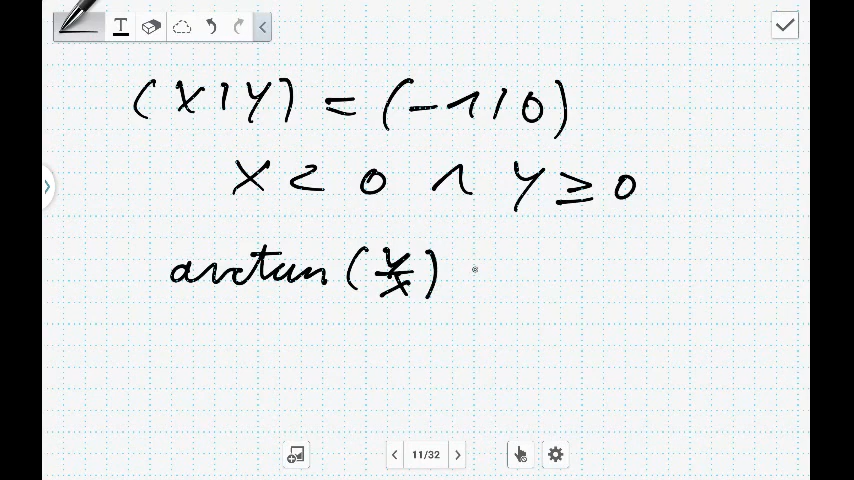 T
(x|y) = (-1|0)
x < 0 ∧ y ≥ 0
arctan (y/x)
11/32